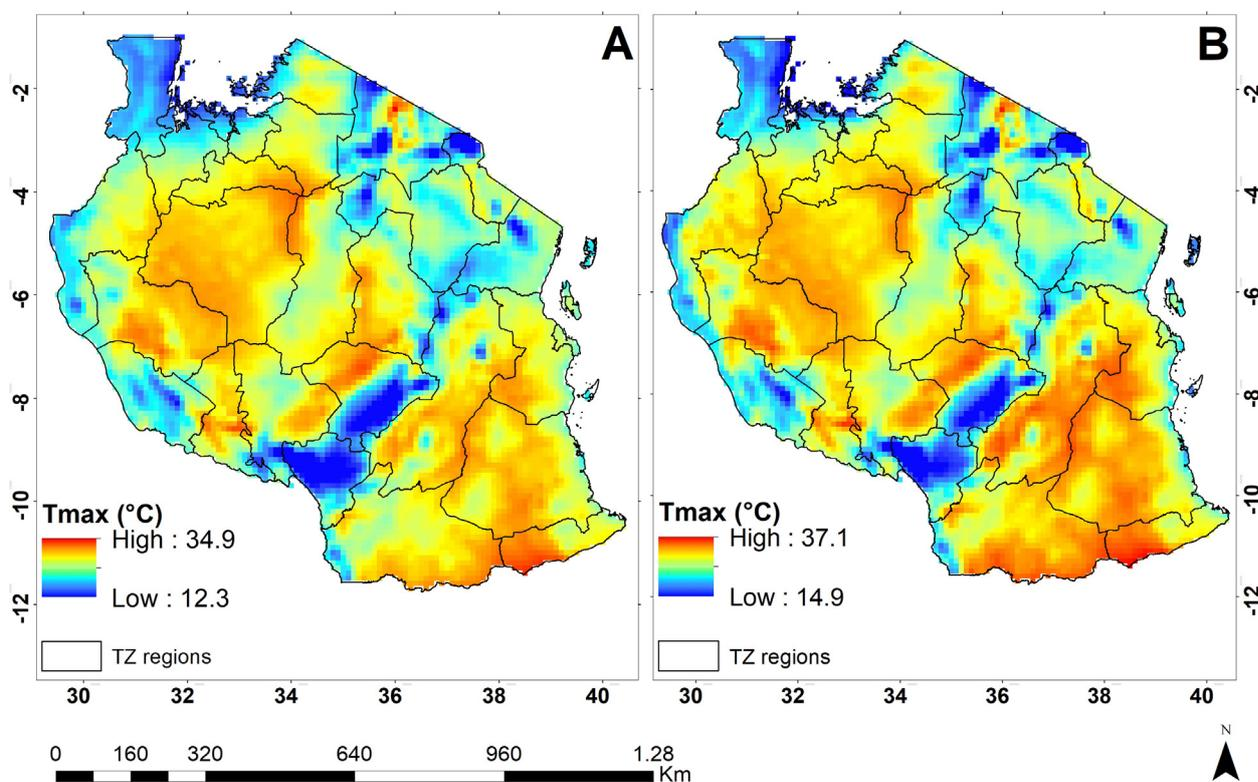 A
B
-2
-4
-6
-8
-10
-12
Tmax (°C)
High : 34.9
Low : 12.3
TZ regions
30 32 34 36 38 40
-2
-4
-6
-8
-10
-12
Tmax (°C)
High : 37.1
Low : 14.9
TZ regions
30 32 34 36 38 40
0 160 320 640 960 1.28
Km
N